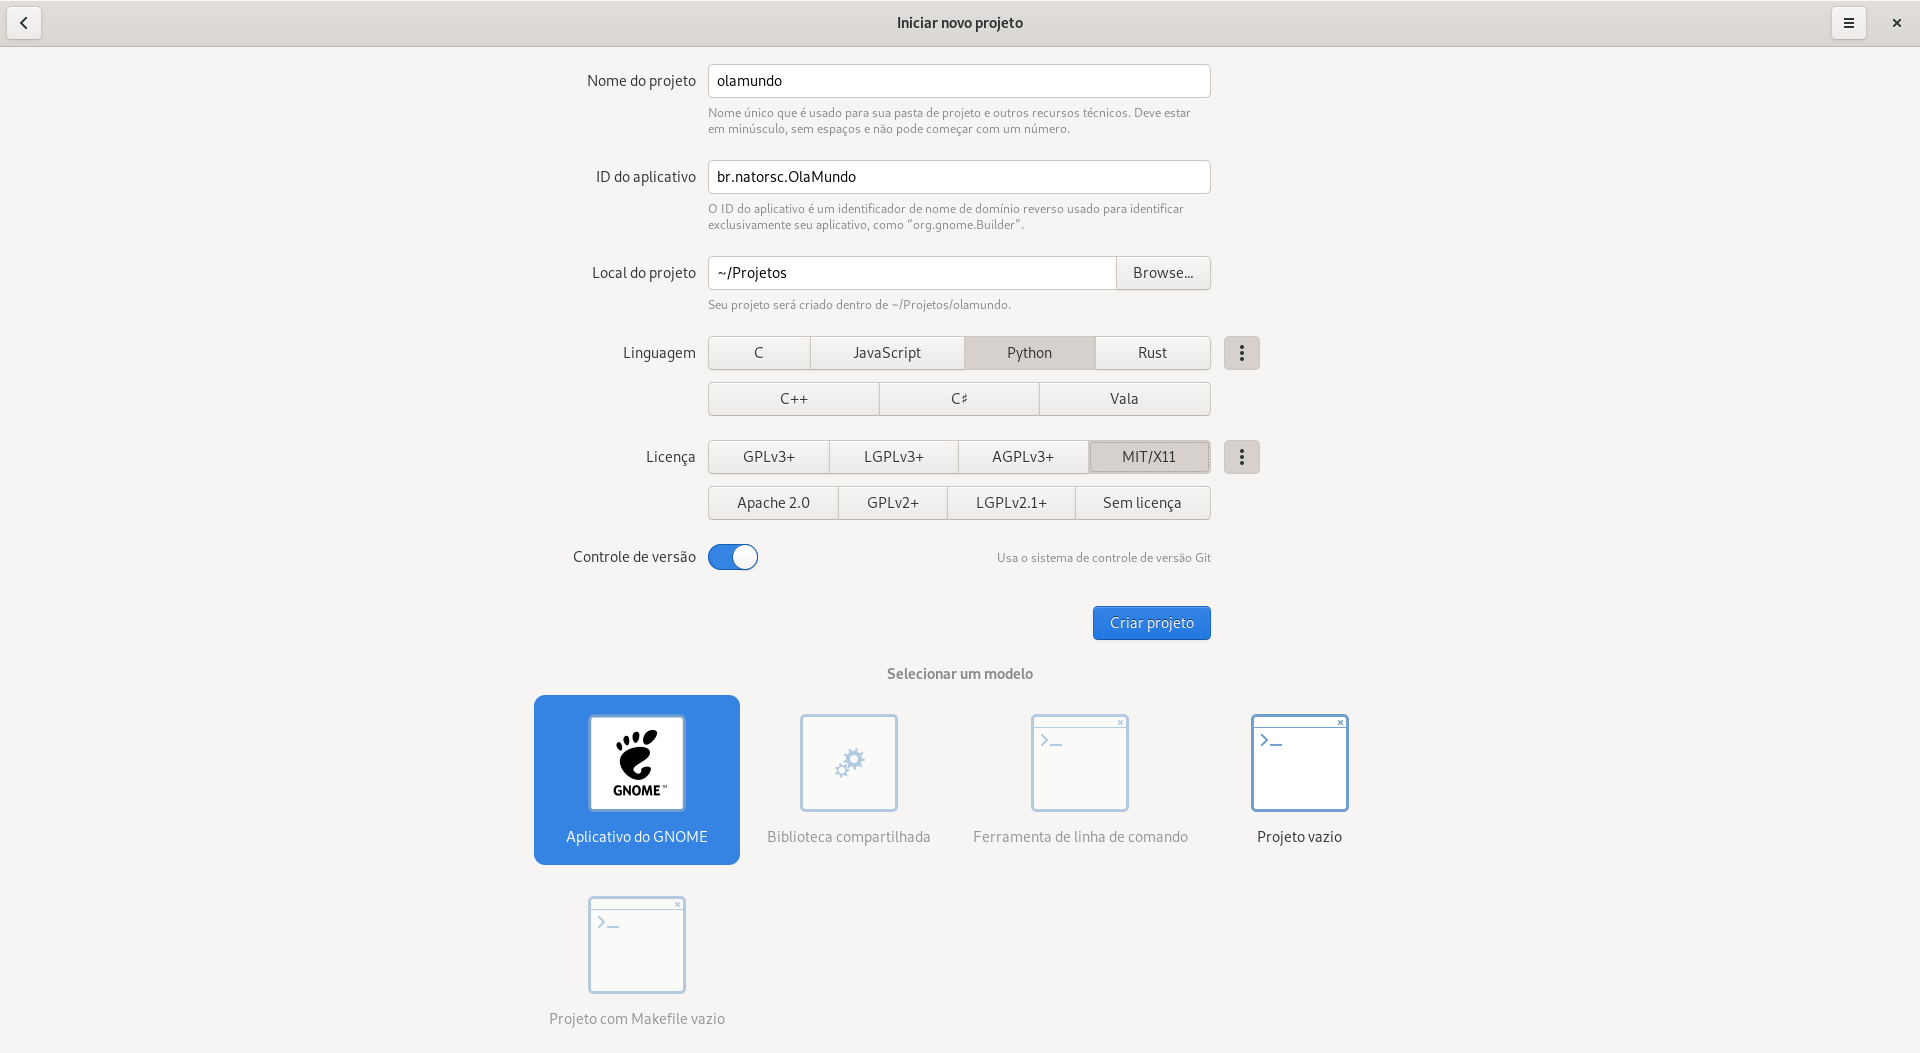 Iniciar novo projeto
Nome do projeto
olamundo
Nome único que é usado para sua pasta de projeto e outros recursos técnicos. Deve estar
em minúsculo, sem espaços e não pode começar com um número.
ID do aplicativo
br.natorsc.OlaMundo
O ID do aplicativo é um identificador de nome de domínio reverso usado para identificar
exclusivamente seu aplicativo, como “org.gnome.Builder”.
Local do projeto
~/Projetos
Browse...
Seu projeto será criado dentro de ~/Projetos/olamundo.
Linguagem
C
JavaScript
Python
Rust
C++
C♯
Vala
Licença
GPLv3+
LGPLv3+
AGPLv3+
MIT/X11
Apache 2.0
GPLv2+
LGPLv2.1+
Sem licença
Controle de versão
Usa o sistema de controle de versão Git
Criar projeto
Selecionar um modelo
GNOME™
Aplicativo do GNOME
Biblioteca compartilhada
Ferramenta de linha de comando
Projeto vazio
Projeto com Makefile vazio